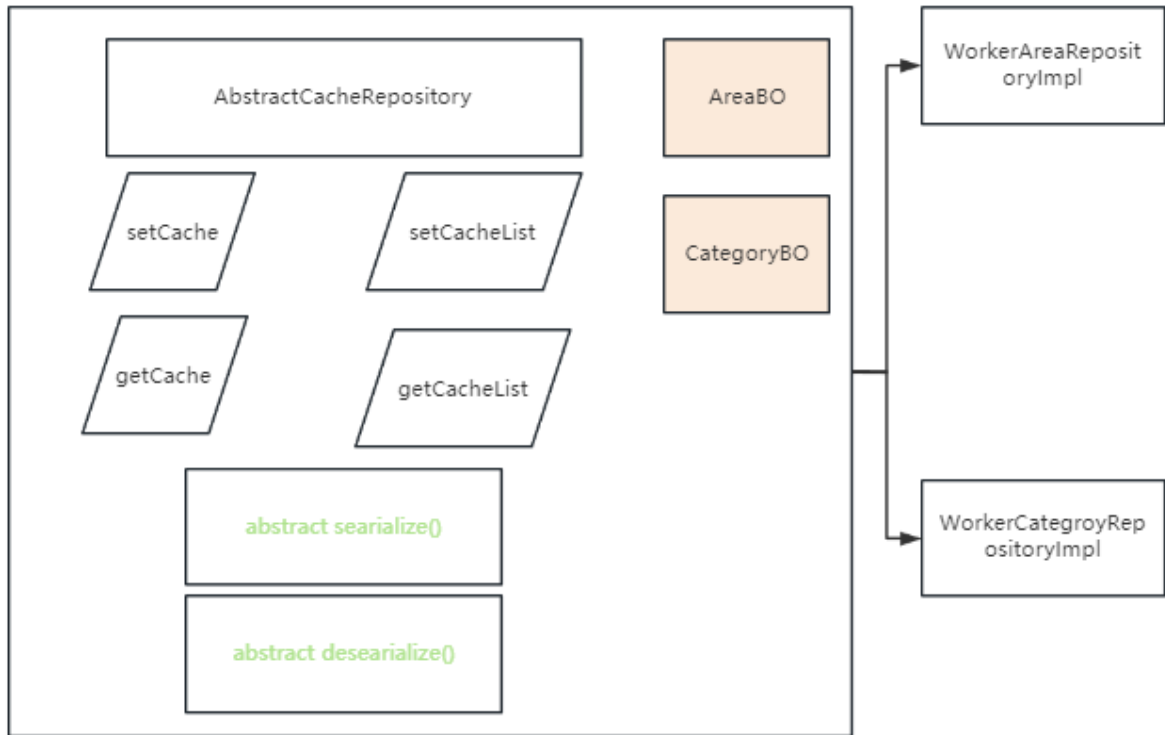 AbstractCacheRepository
AreaBO
WorkerAreaReposit
oryImpl
setCache
setCacheList
CategoryBO
getCache
getCacheList
abstract searialize()
WorkerCategroyRep
ositoryImpl
abstract desearialize()